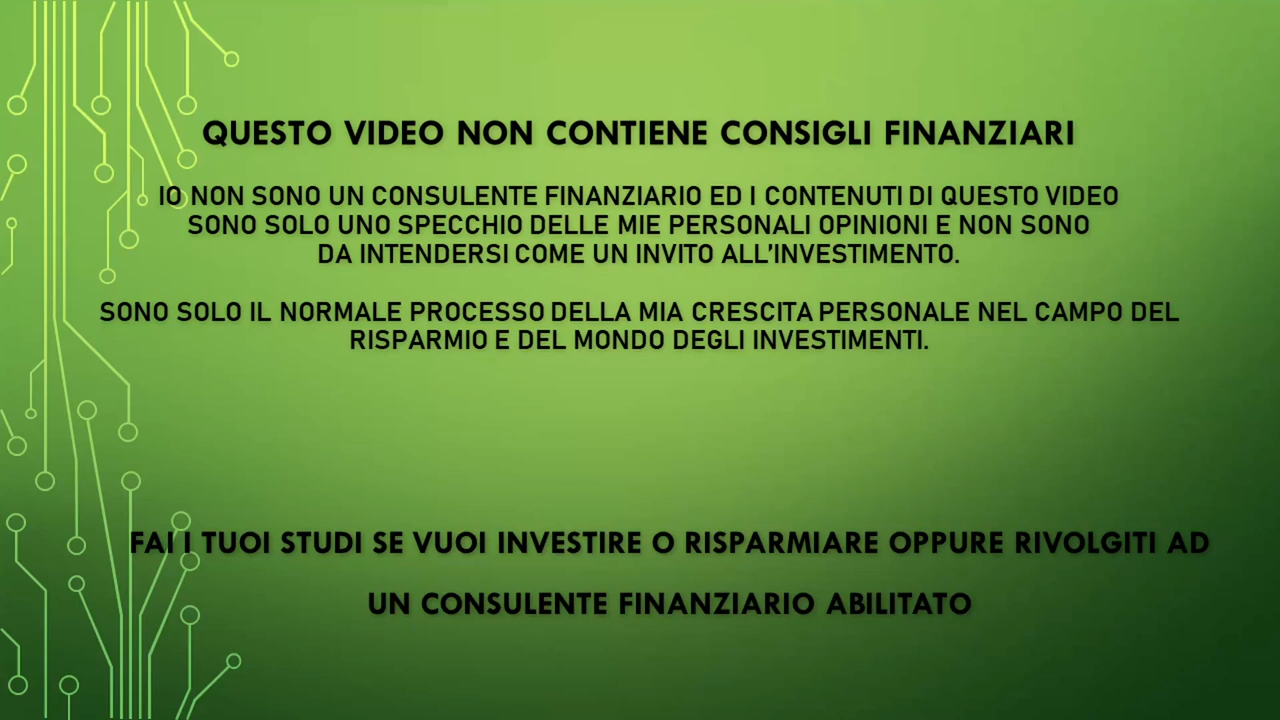 QUESTO VIDEO NON CONTIENE CONSIGLI FINANZIARI
IO NON SONO UN CONSULENTE FINANZIARIO ED I CONTENUTI DI QUESTO VIDEO
SONO SOLO UNO SPECCHIO DELLE MIE PERSONALI OPINIONI E NON SONO
DA INTENDERSI COME UN INVITO ALL'INVESTIMENTO.
SONO SOLO IL NORMALE PROCESSO DELLA MIA CRESCITA PERSONALE NEL CAMPO DEL
RISPARMIO E DEL MONDO DEGLI INVESTIMENTI.
FAI I TUOI STUDI SE VUOI INVESTIRE O RISPARMIARE OPPURE RIVOLGITI AD
UN CONSULENTE FINANZIARIO ABILITATO